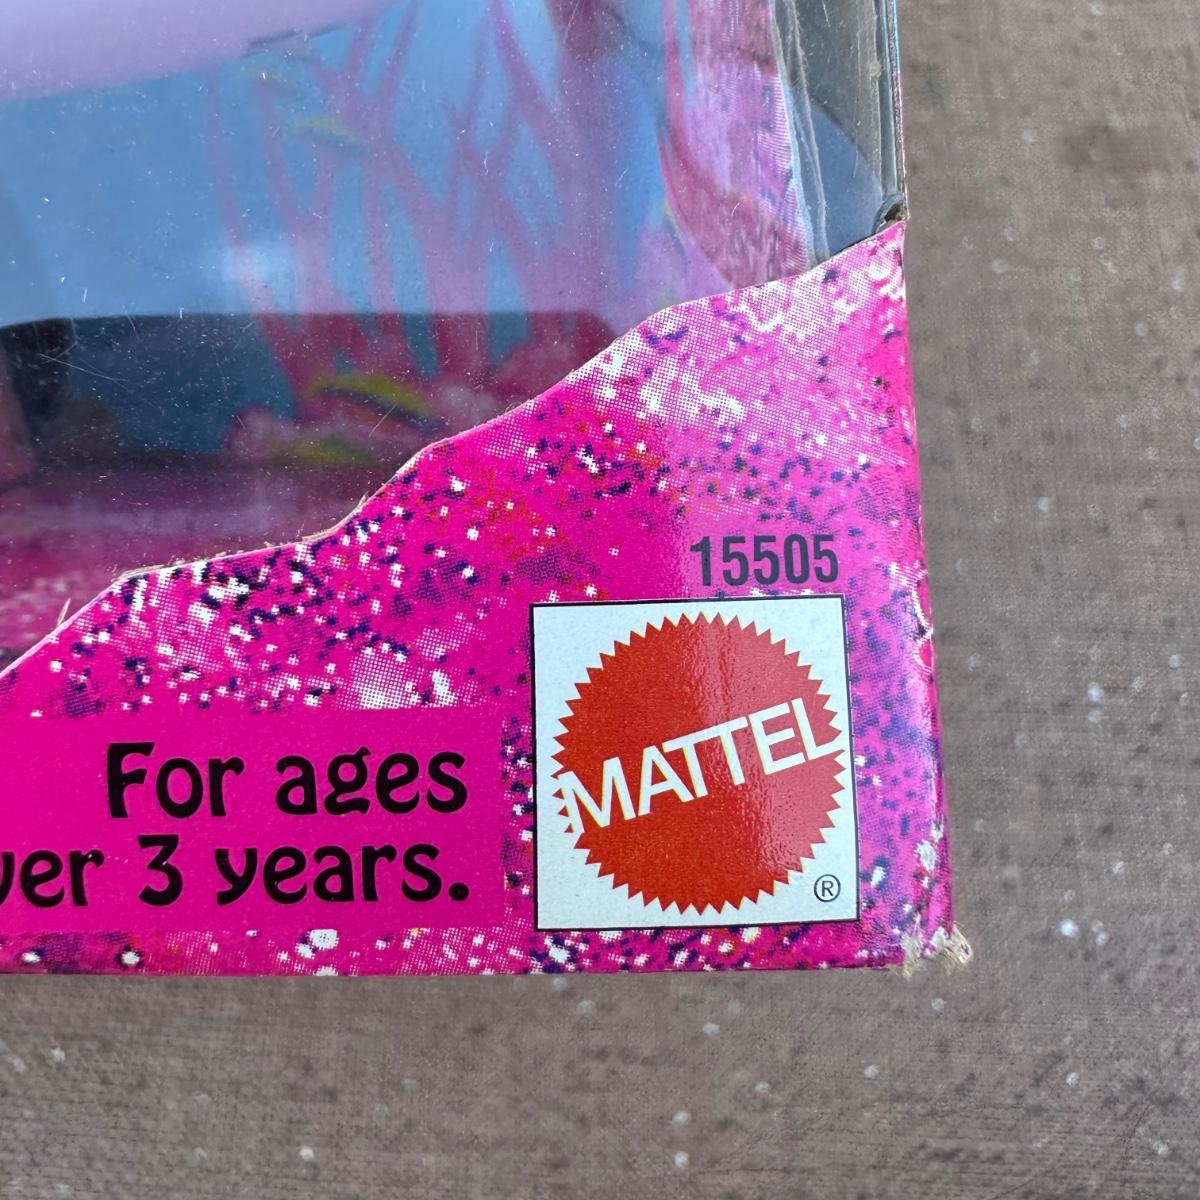 15505
MATTEL
®
For ages
ver 3 years.